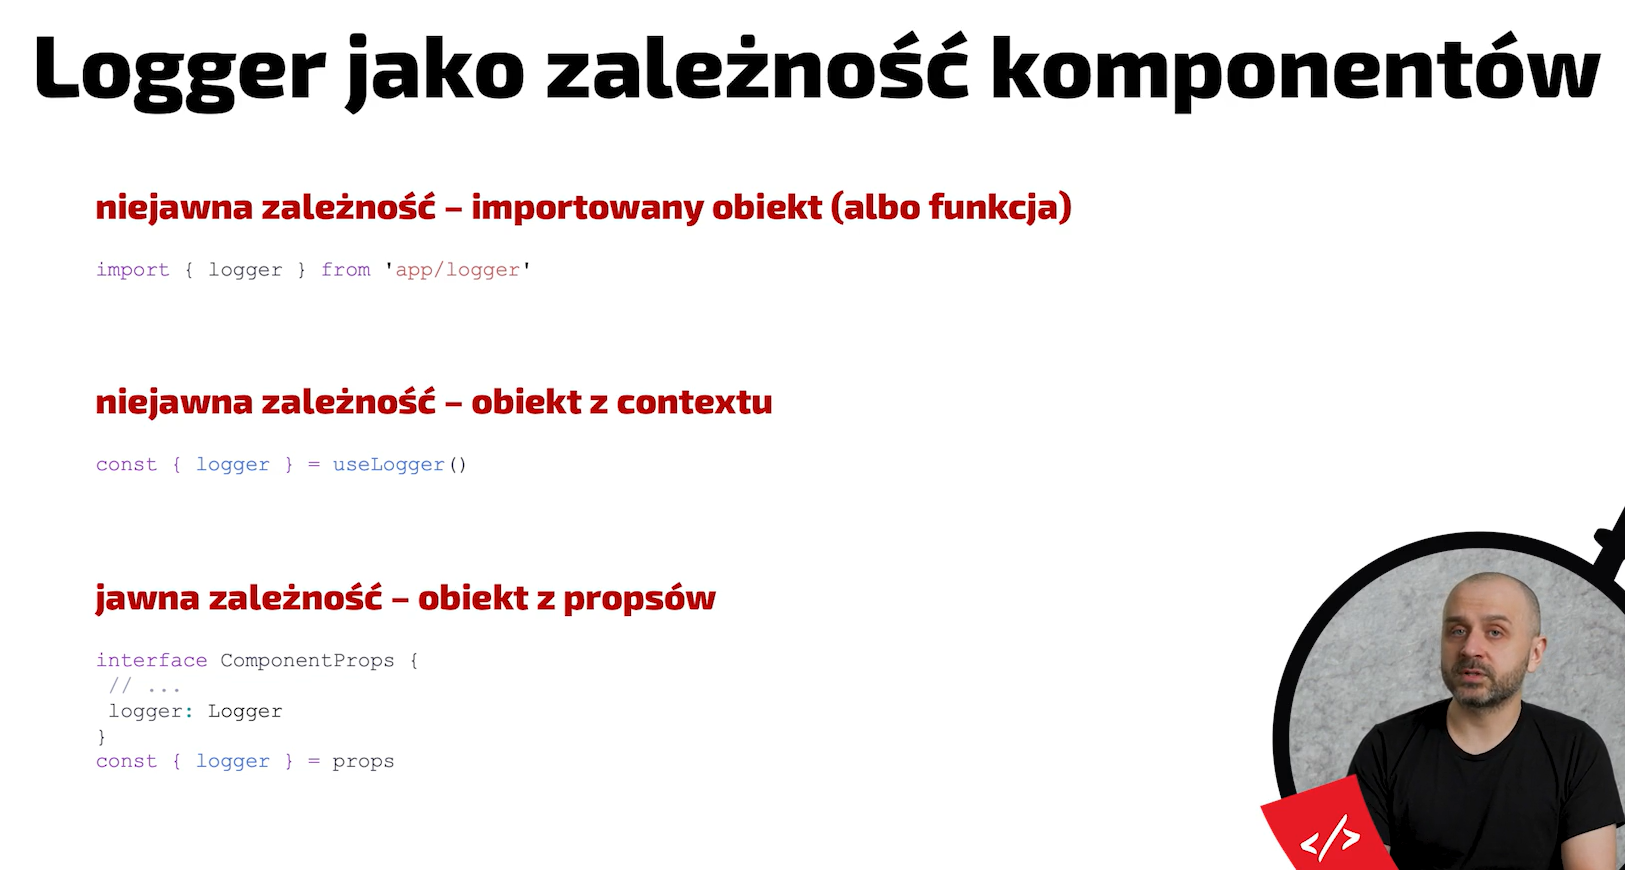 Logger jako zależność komponentów
niejawna zależność – importowany obiekt (albo funkcja)
import { logger } from 'app/logger'
niejawna zależność – obiekt z contextu
const { logger } = useLogger()
jawna zależność – obiekt z propsów
interface ComponentProps {
// ...
logger: Logger
}
const { logger } = props
</>